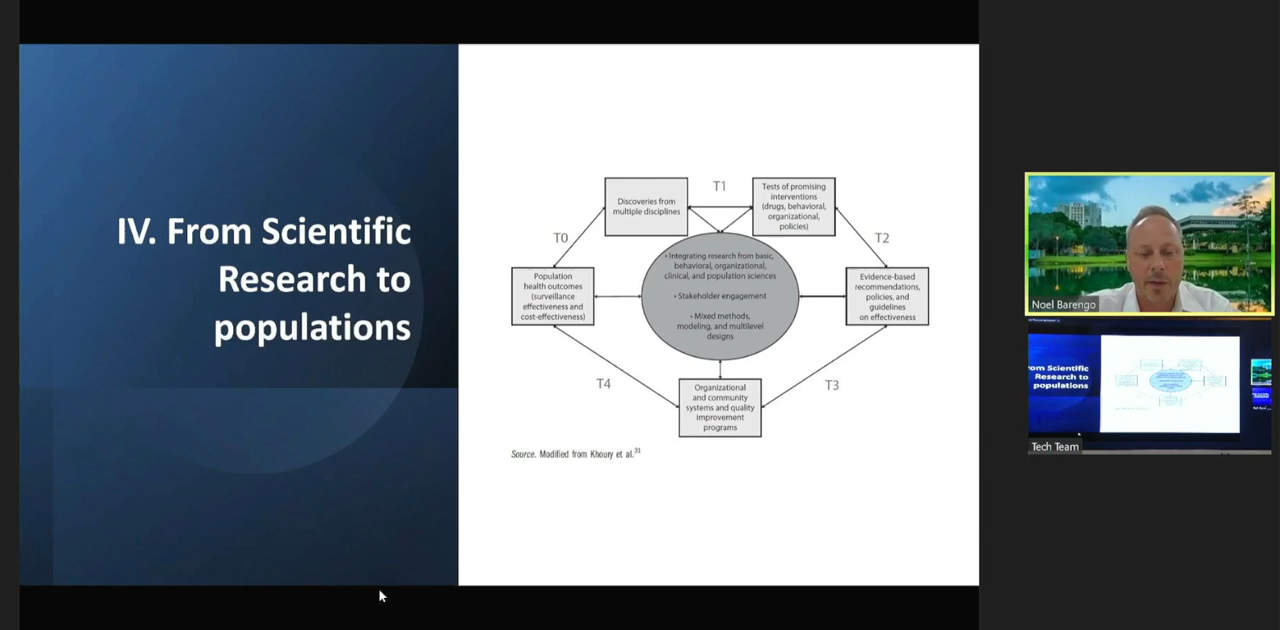 IV. From Scientific
Research to
populations
T1
Discoveries from
multiple disciplines
Tests of promising
interventions
(drugs, behavioral,
organizational,
policies)
T0
T2
Population
health outcomes
(surveillance
effectiveness and
cost-effectiveness)
• Integrating research from basic,
behavioral, organizational,
clinical, and population sciences
• Stakeholder engagement
• Mixed methods,
modeling, and multilevel
designs
Evidence-based
recommendations,
policies, and
guidelines
on effectiveness
T4
T3
Organizational
and community
systems and quality
improvement
programs
Source. Modified from Khoury et al.31
Noel Barengo
om Scientific
Research to
populations
Tech Team